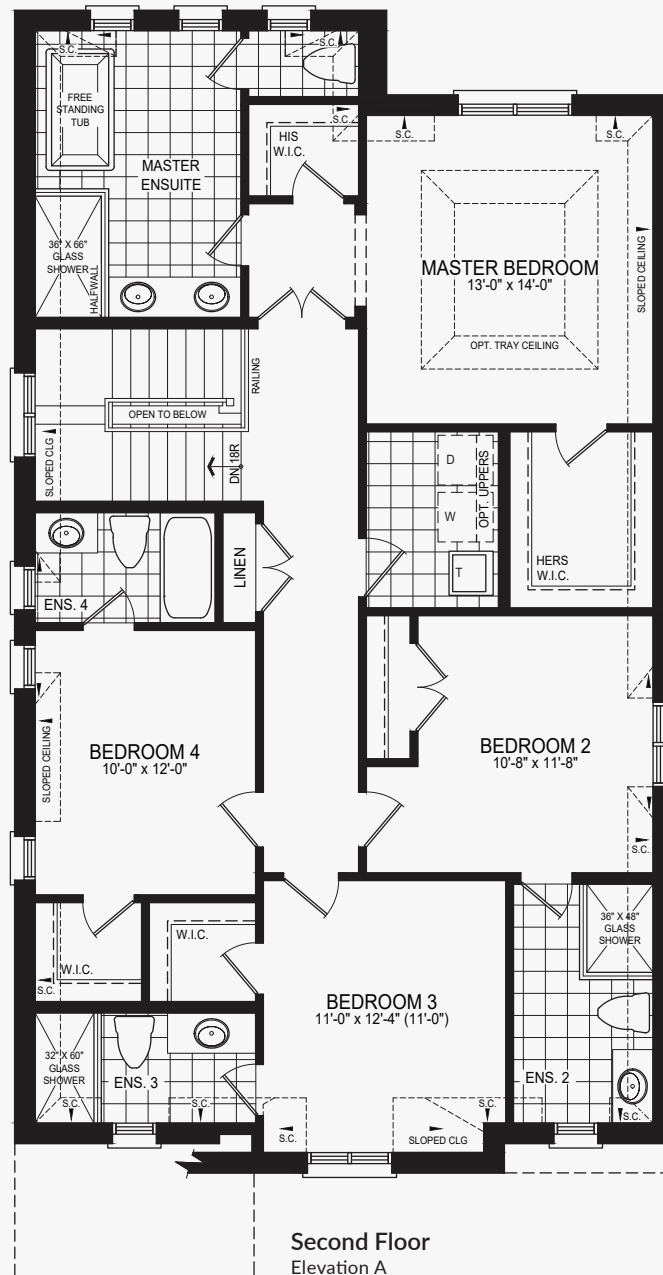 S.C.
S.C.
FREE
STANDING
TUB
MASTER
ENSUITE
HIS
W.I.C.
S.C.
S.C.
S.C.
36" X 66"
GLASS
SHOWER
HALFWALL
MASTER BEDROOM
13'-0" x 14'-0"
SLOPED CEILING
OPT. TRAY CEILING
RAILING
OPEN TO BELOW
SLOPED CLG
DN 18R
D
W
OPT. UPPERS
T
HERS
W.I.C.
LINEN
ENS. 4
BEDROOM 4
10'-0" x 12'-0"
SLOPED CEILING
BEDROOM 2
10'-8" x 11'-8"
S.C.
W.I.C.
S.C.
W.I.C.
36" X 48"
GLASS
SHOWER
BEDROOM 3
11'-0" x 12'-4" (11'-0")
32" X 60"
GLASS
SHOWER
ENS. 3
ENS. 2
S.C.
S.C.
S.C.
S.C.
S.C.
SLOPED CLG
Second Floor
Elevation A